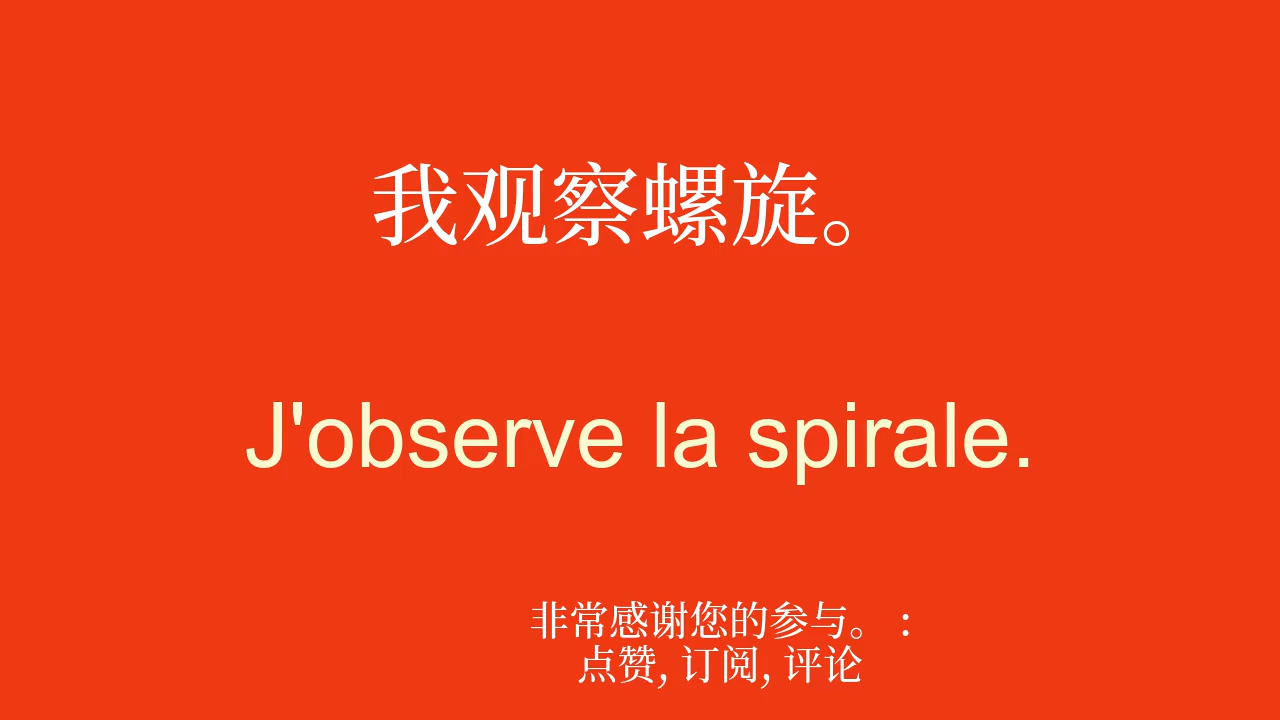 我观察螺旋。
J'observe la spirale.
非常感谢您的参与。 :
点赞, 订阅, 评论